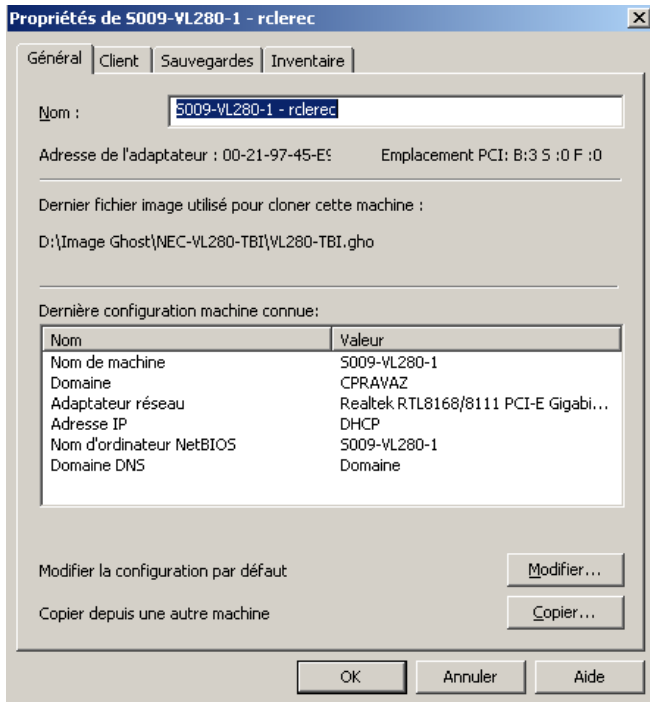 Propriétés de S009-VL280-1 - rclerec
Général Client Sauvegardes Inventaire
Nom : S009-VL280-1 - rclerec
Adresse de l'adaptateur : 00-21-97-45-E9 Emplacement PCI: B:3 S :0 F :0
Dernier fichier image utilisé pour cloner cette machine :
D:\Image Ghost\NEC-VL280-TBI\VL280-TBI.gho
Dernière configuration machine connue:
Nom Valeur
Nom de machine S009-VL280-1
Domaine CPRAVAZ
Adaptateur réseau Realtek RTL8168/8111 PCI-E Gigabi...
Adresse IP DHCP
Nom d'ordinateur NetBIOS S009-VL280-1
Domaine DNS Domaine
Modifier la configuration par défaut Modifier...
Copier depuis une autre machine Copier...
OK Annuler Aide